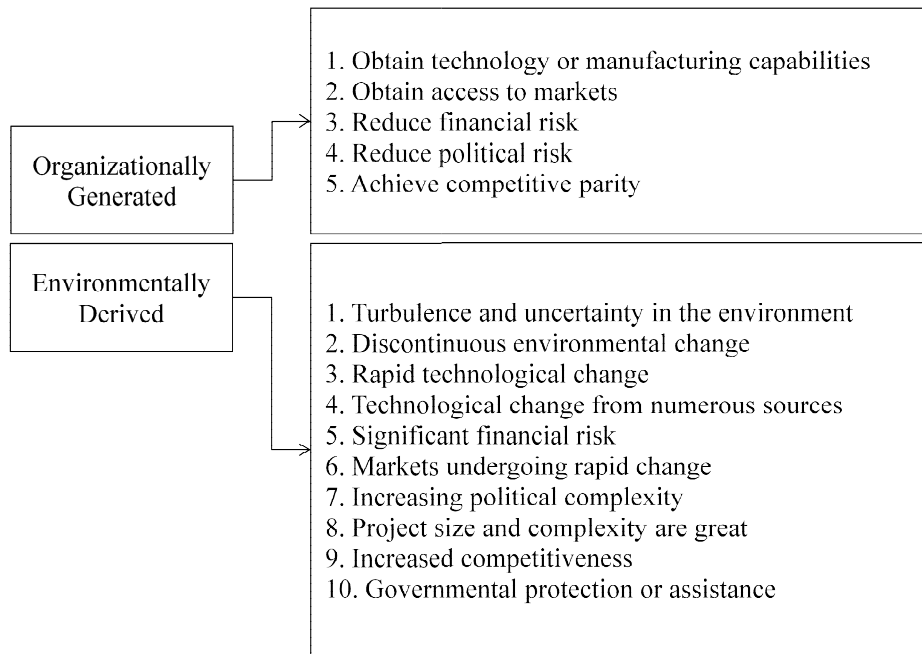 Organizationally
Generated
1. Obtain technology or manufacturing capabilities
2. Obtain access to markets
3. Reduce financial risk
4. Reduce political risk
5. Achieve competitive parity
Environmentally
Derived
1. Turbulence and uncertainty in the environment
2. Discontinuous environmental change
3. Rapid technological change
4. Technological change from numerous sources
5. Significant financial risk
6. Markets undergoing rapid change
7. Increasing political complexity
8. Project size and complexity are great
9. Increased competitiveness
10. Governmental protection or assistance